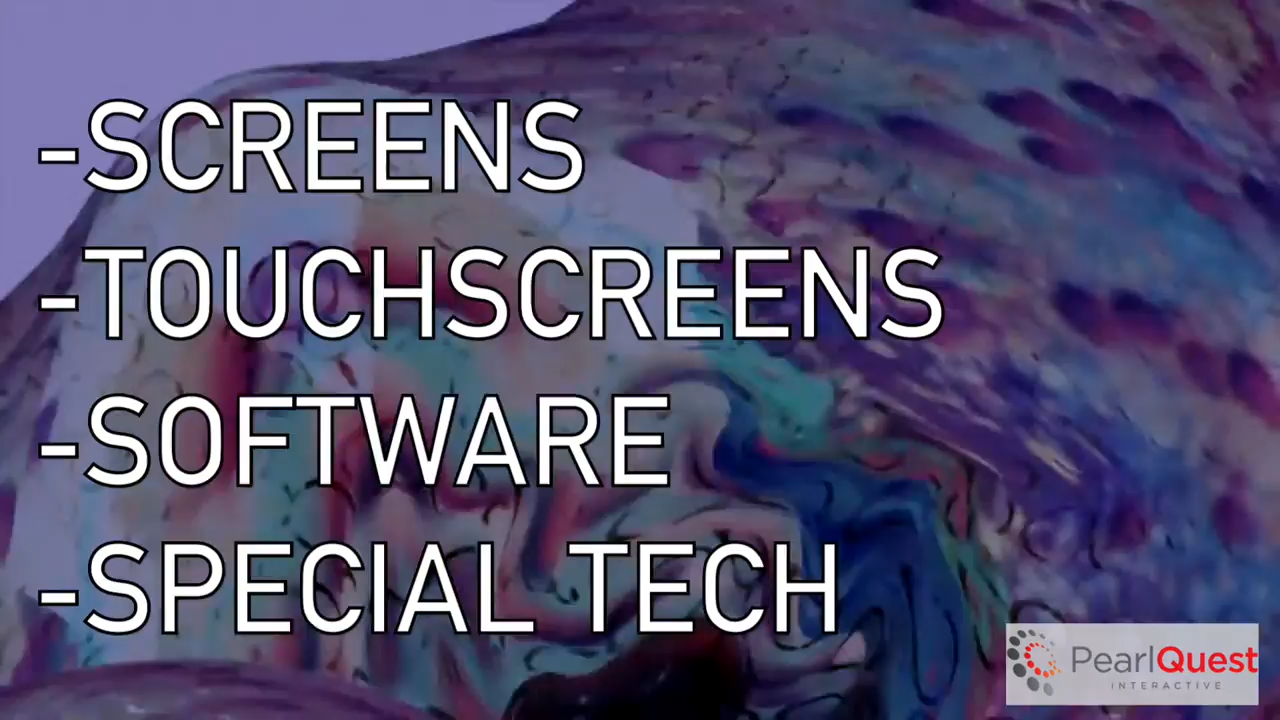 -SCREENS
-TOUCHSCREENS
-SOFTWARE
-SPECIAL TECH
PearlQuest
INTERACTIVE